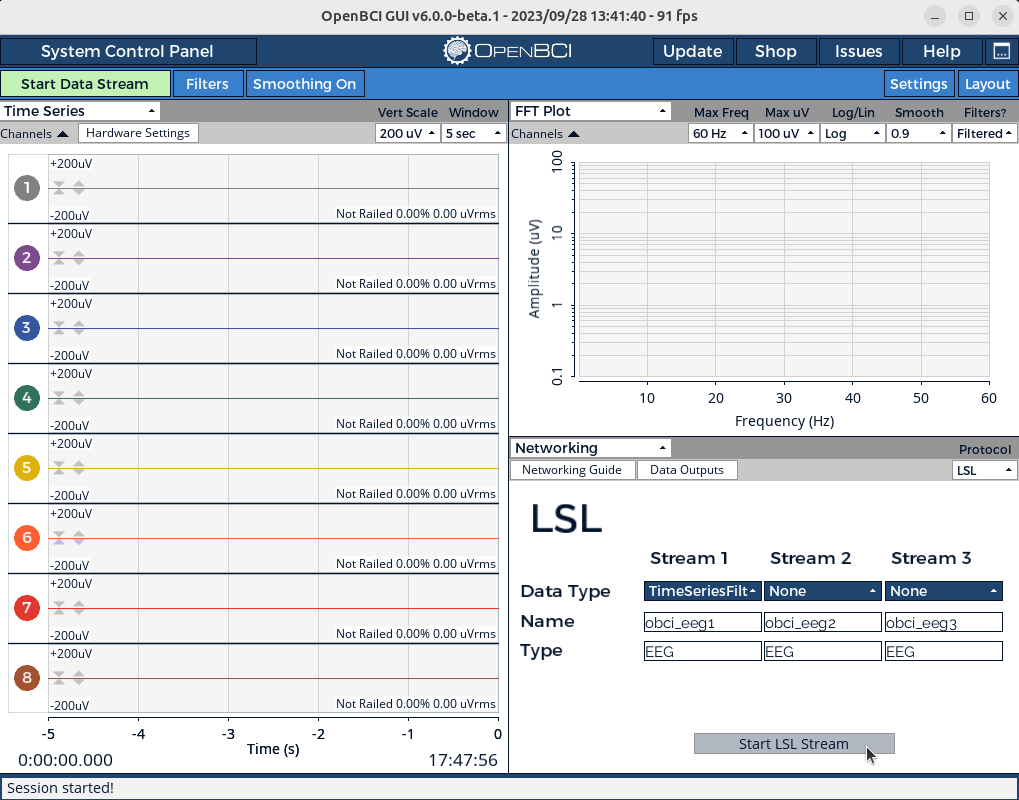 OpenBCI GUI v6.0.0-beta.1 - 2023/09/28 13:41:40 - 91 fps
System Control Panel
OPENBCI
Update Shop Issues Help
Start Data Stream Filters Smoothing On
Settings Layout
Time Series
Vert Scale Window
Channels Hardware Settings
200 uV 5 sec
1
+200uV
-200uV
Not Railed 0.00% 0.00 uVrms
2
+200uV
-200uV
Not Railed 0.00% 0.00 uVrms
3
+200uV
-200uV
Not Railed 0.00% 0.00 uVrms
4
+200uV
-200uV
Not Railed 0.00% 0.00 uVrms
5
+200uV
-200uV
Not Railed 0.00% 0.00 uVrms
6
+200uV
-200uV
Not Railed 0.00% 0.00 uVrms
7
+200uV
-200uV
Not Railed 0.00% 0.00 uVrms
8
+200uV
-200uV
Not Railed 0.00% 0.00 uVrms
-5 -4 -3 -2 -1 0
Time (s)
0:00:00.000
17:47:56
FFT Plot
Max Freq Max uV Log/Lin Smooth Filters?
Channels
60 Hz 100 uV Log 0.9 Filtered
Amplitude (uV)
100
10
1
0.1
10 20 30 40 50 60
Frequency (Hz)
Networking
Protocol
Networking Guide Data Outputs
LSL
LSL
Stream 1 Stream 2 Stream 3
Data Type TimeSeriesFilt None None
Name obci_eeg1 obci_eeg2 obci_eeg3
Type EEG EEG EEG
Start LSL Stream
Session started!